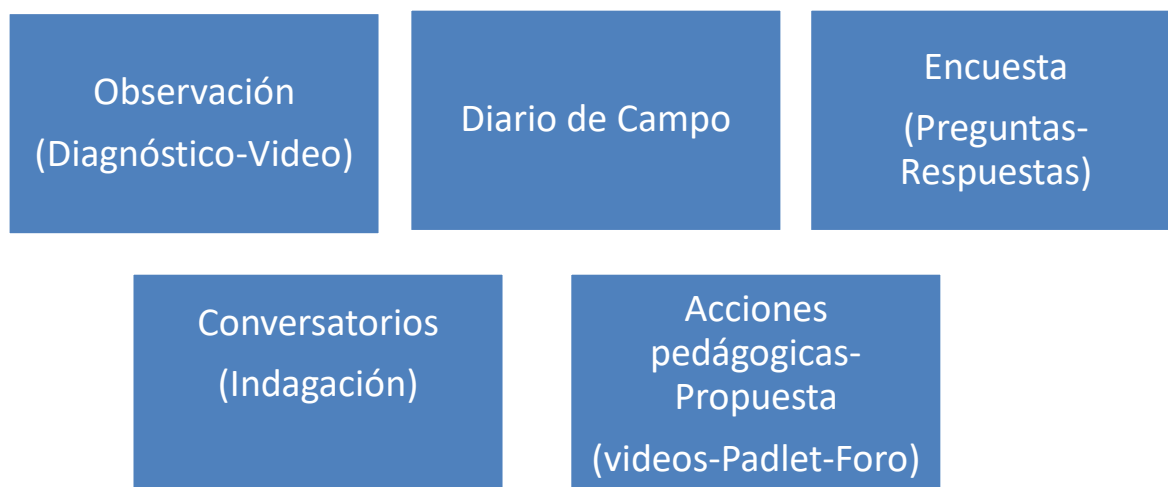 Observación
(Diagnóstico-Video)
Diario de Campo
Encuesta
(Preguntas-
Respuestas)
Conversatorios
(Indagación)
Acciones
pedágogicas-
Propuesta
(videos-Padlet-Foro)